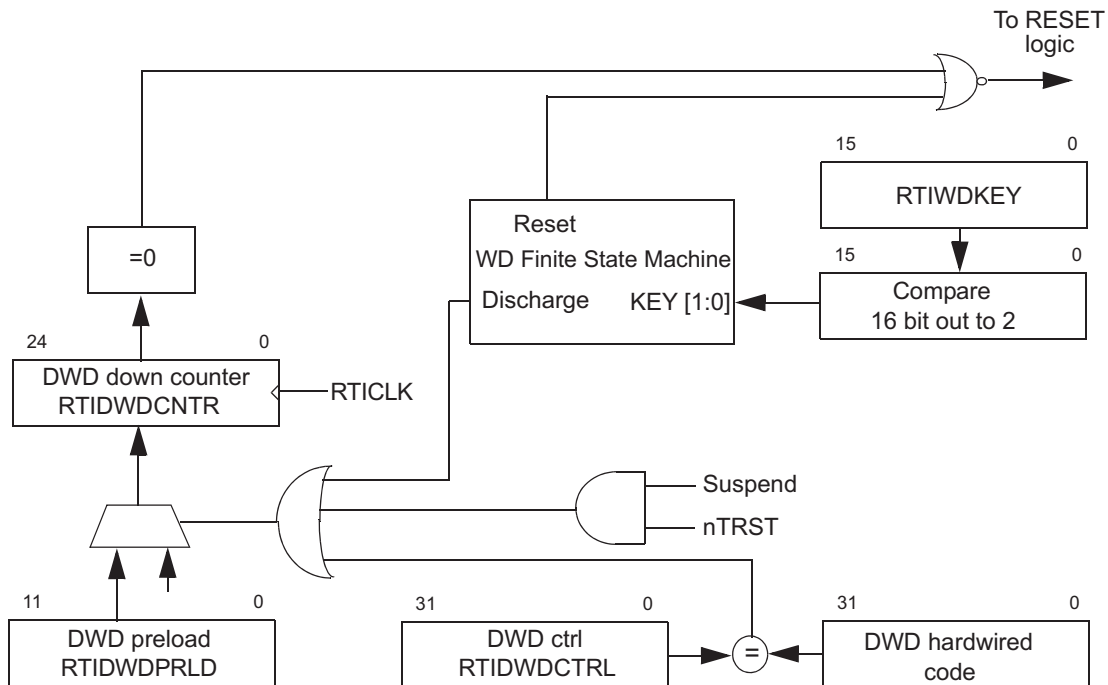 To RESET
logic
15 0
RTIWDKEY
Reset
WD Finite State Machine
Discharge KEY [1:0]
15 0
Compare
16 bit out to 2
=0
24 0
DWD down counter
RTIDWDCNTR
RTICLK
Suspend
nTRST
11 0
DWD preload
RTIDWDPRLD
31 0
DWD ctrl
RTIDWDCTRL
=
31 0
DWD hardwired
code